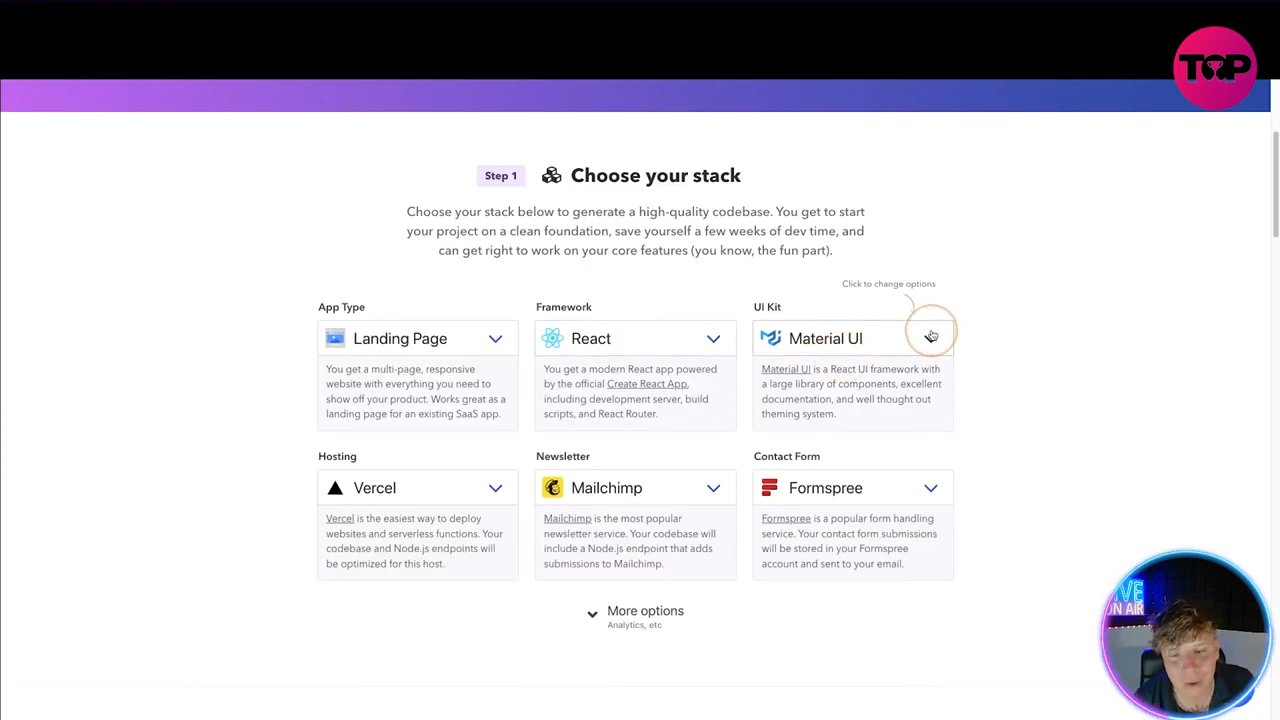 TOP
Step 1
Choose your stack
Choose your stack below to generate a high-quality codebase. You get to start
your project on a clean foundation, save yourself a few weeks of dev time, and
can get right to work on your core features (you know, the fun part).
Click to change options
App Type
Landing Page
You get a multi-page, responsive
website with everything you need to
show off your product. Works great as a
landing page for an existing SaaS app.
Framework
React
You get a modern React app powered
by the official Create React App,
including development server, build
scripts, and React Router.
UI Kit
Material UI
Material UI is a React UI framework with
a large library of components, excellent
documentation, and well thought out
theming system.
Hosting
Vercel
Vercel is the easiest way to deploy
websites and serverless functions. Your
codebase and Node.js endpoints will
be optimized for this host.
Newsletter
Mailchimp
Mailchimp is the most popular
newsletter service. Your codebase will
include a Node.js endpoint that adds
submissions to Mailchimp.
Contact Form
Formspree
Formspree is a popular form handling
service. Your contact form submissions
will be stored in your Formspree
account and sent to your email.
More options
Analytics, etc
ON AIR